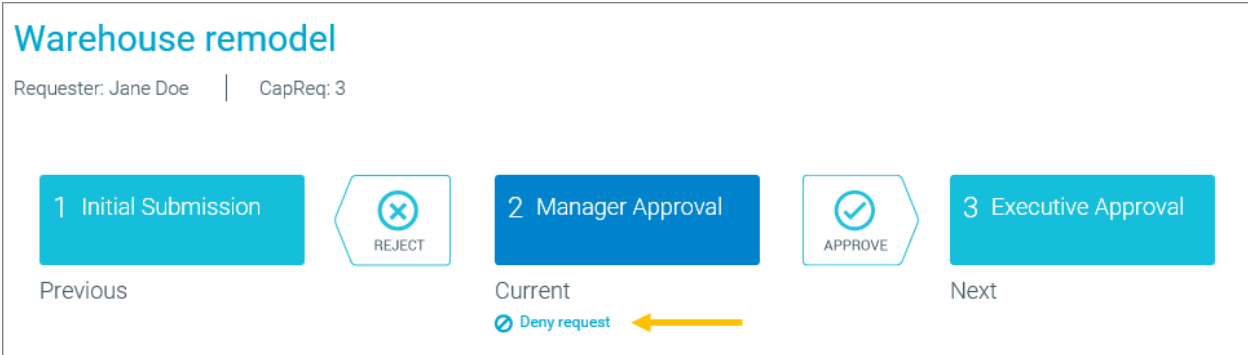 Warehouse remodel
Requester: Jane Doe | CapReq: 3
1 Initial Submission
REJECT
2 Manager Approval
APPROVE
3 Executive Approval
Previous
Current
Next
Deny request